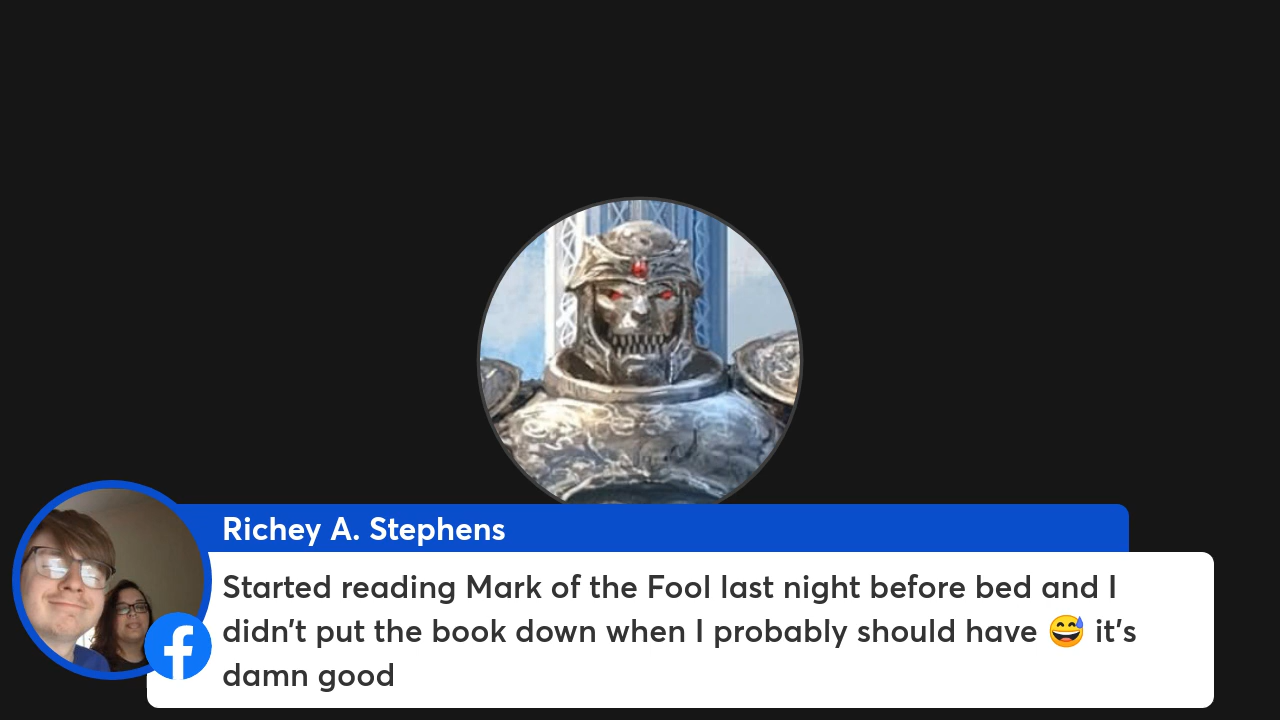 Richey A. Stephens
Started reading Mark of the Fool last night before bed and I
didn't put the book down when I probably should have 😅 it's
damn good